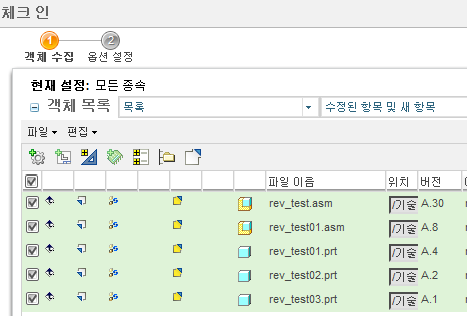 체크 인
1 2
객체 수집 옵션 설정
현재 설정: 모든 종속
객체 목록 목록 수정된 항목 및 새 항목
파일 편집
파일 이름 위치 버전
rev_test.asm /기술 A.30
rev_test01.asm /기술 A.8
rev_test01.prt /기술 A.4
rev_test02.prt /기술 A.2
rev_test03.prt /기술 A.1